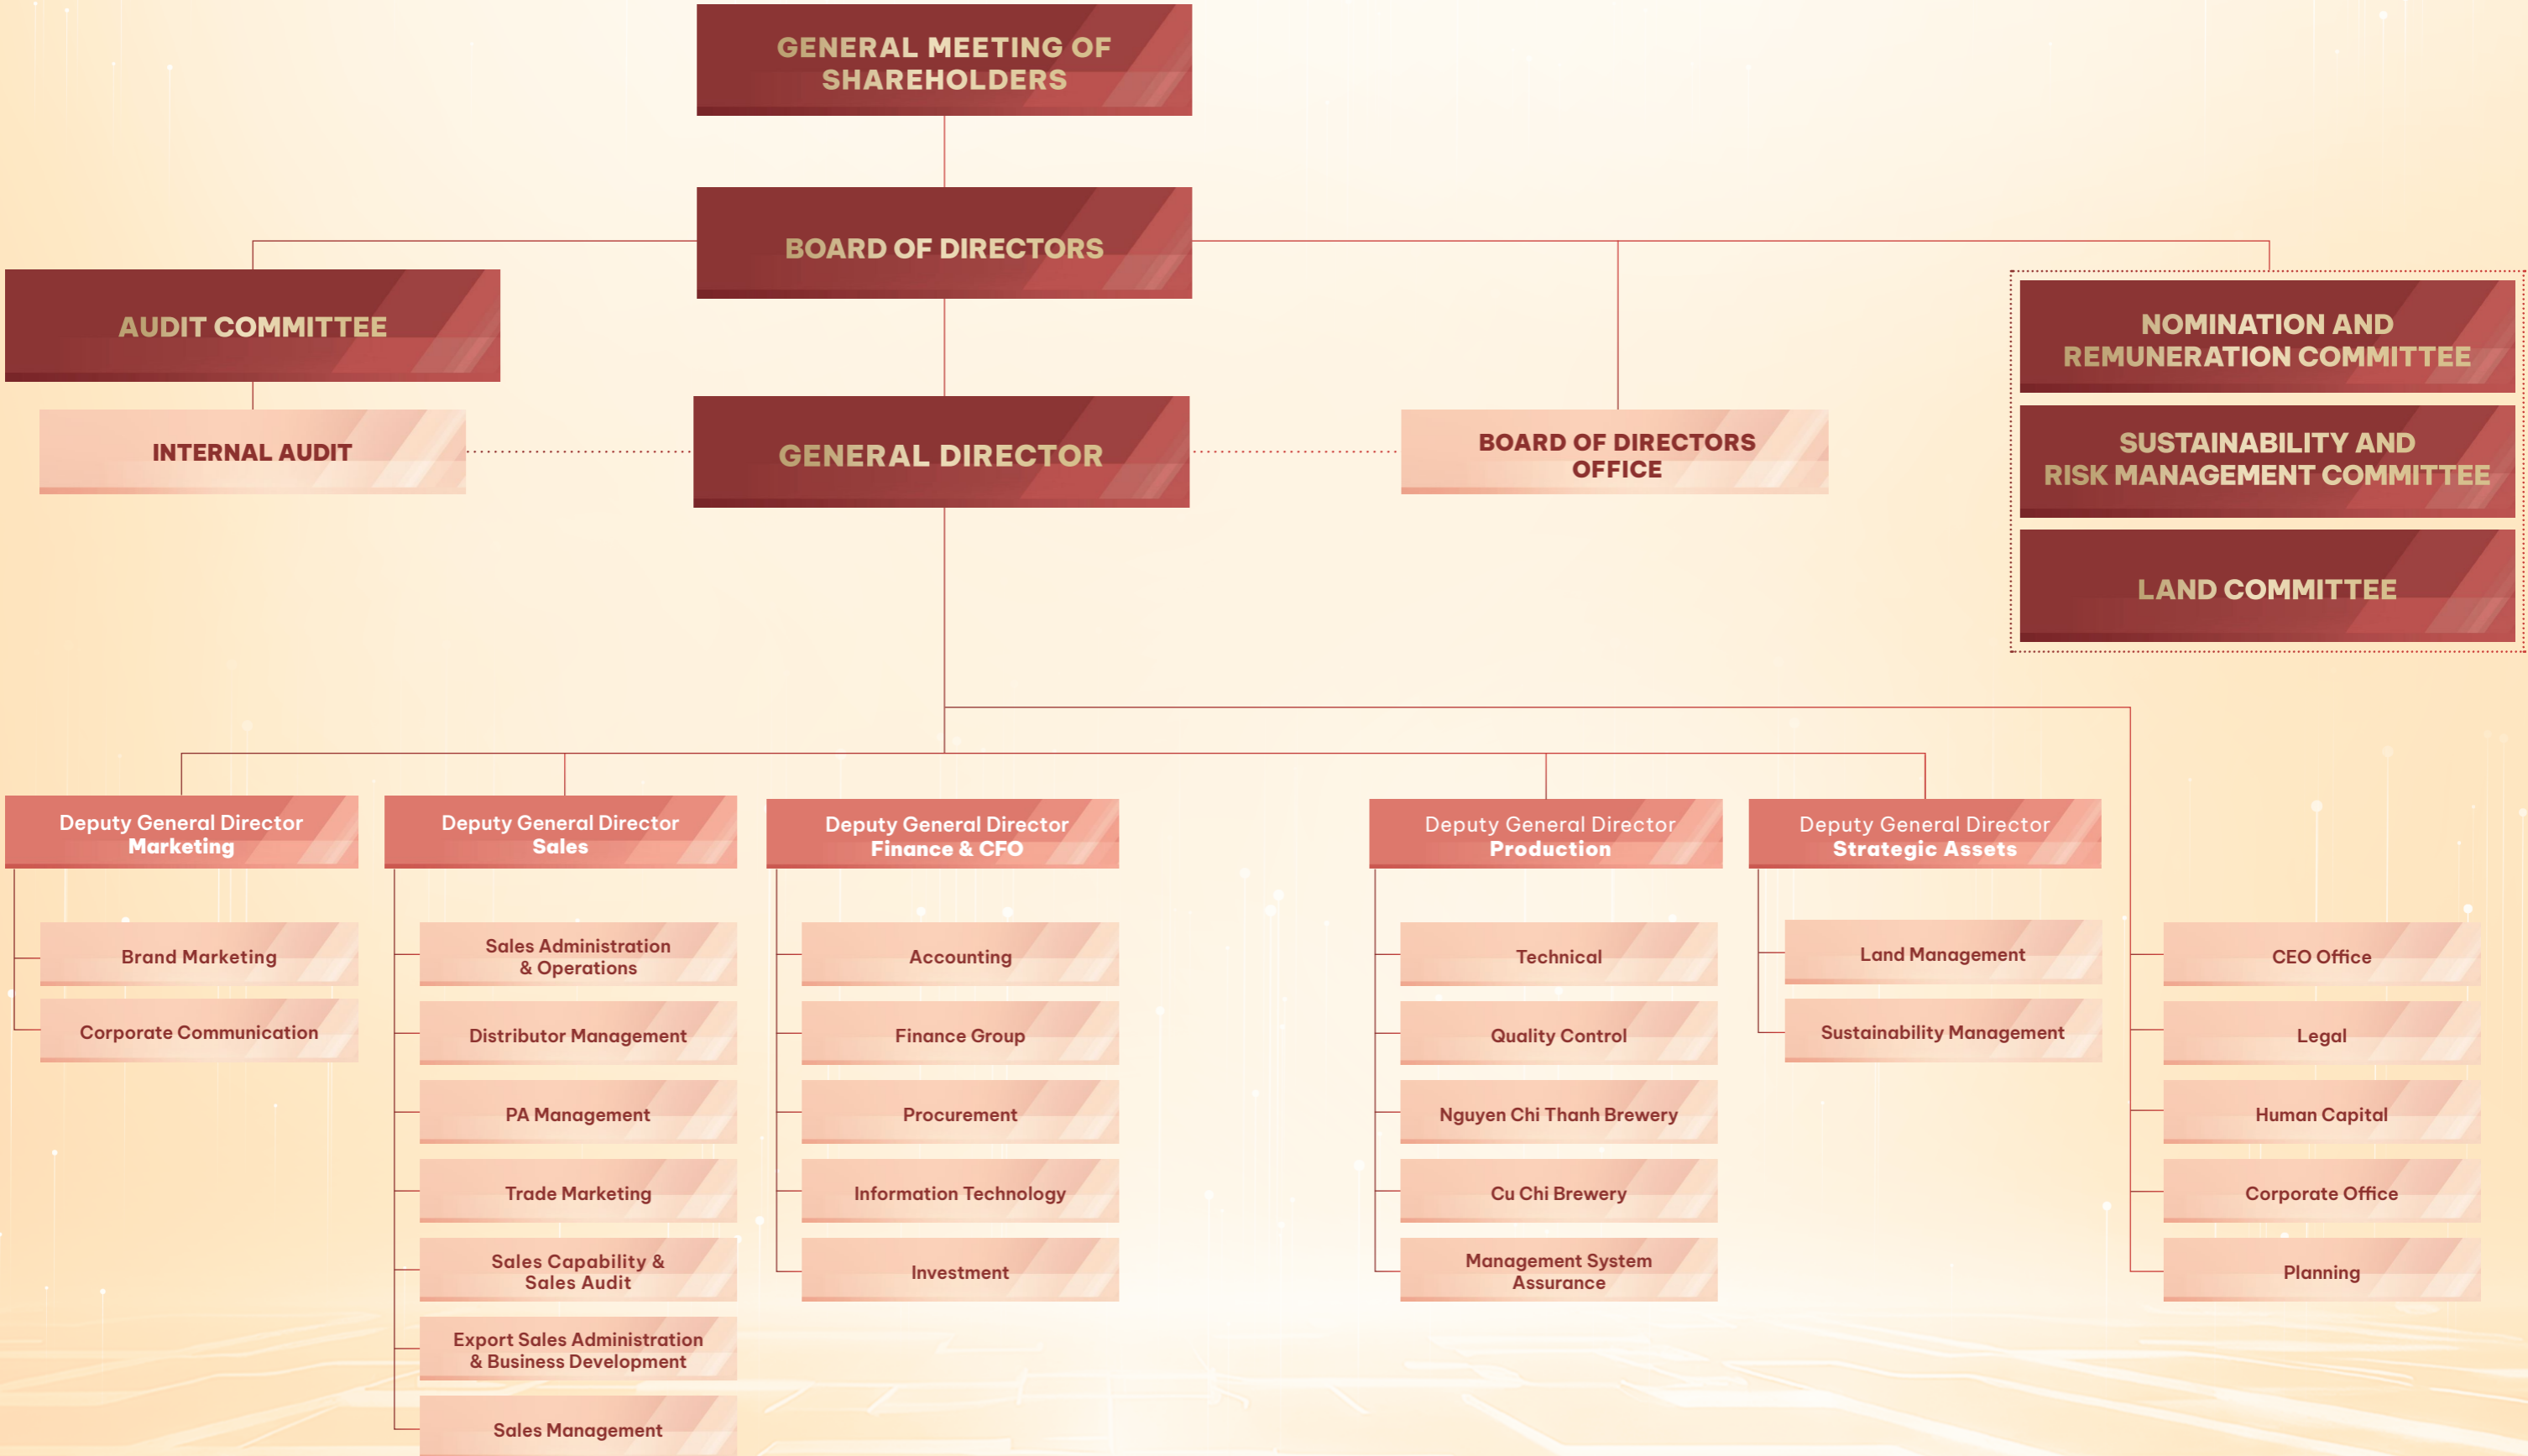 GENERAL MEETING OF
SHAREHOLDERS
BOARD OF DIRECTORS
AUDIT COMMITTEE
INTERNAL AUDIT
GENERAL DIRECTOR
BOARD OF DIRECTORS
OFFICE
NOMINATION AND
REMUNERATION COMMITTEE
SUSTAINABILITY AND
RISK MANAGEMENT COMMITTEE
LAND COMMITTEE
Deputy General Director
Marketing
Brand Marketing
Corporate Communication
Deputy General Director
Sales
Sales Administration
& Operations
Distributor Management
PA Management
Trade Marketing
Sales Capability &
Sales Audit
Export Sales Administration
& Business Development
Sales Management
Deputy General Director
Finance & CFO
Accounting
Finance Group
Procurement
Information Technology
Investment
Deputy General Director
Production
Technical
Quality Control
Nguyen Chi Thanh Brewery
Cu Chi Brewery
Management System
Assurance
Deputy General Director
Strategic Assets
Land Management
Sustainability Management
CEO Office
Legal
Human Capital
Corporate Office
Planning